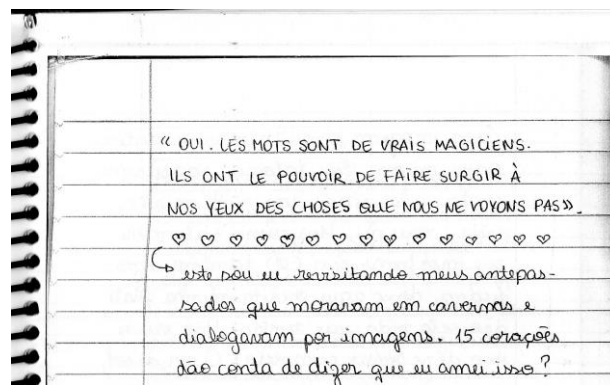 “ OUI. LES MOTS SONT DE VRAIS MAGICIENS.
ILS ONT LE POUVOIR DE FAIRE SURGIR À
NOS YEUX DES CHOSES QUE NOUS NE VOYONS PAS».
♡ ♡ ♡ ♡ ♡ ♡ ♡ ♡ ♡ ♡ ♡ ♡ ♡ ♡ ♡
↳ este sou eu revisitando meus antepas-
sados que moravam em cavernas e
dialogavam por imagens. 15 corações
dão conta de dizer que eu amei isso?